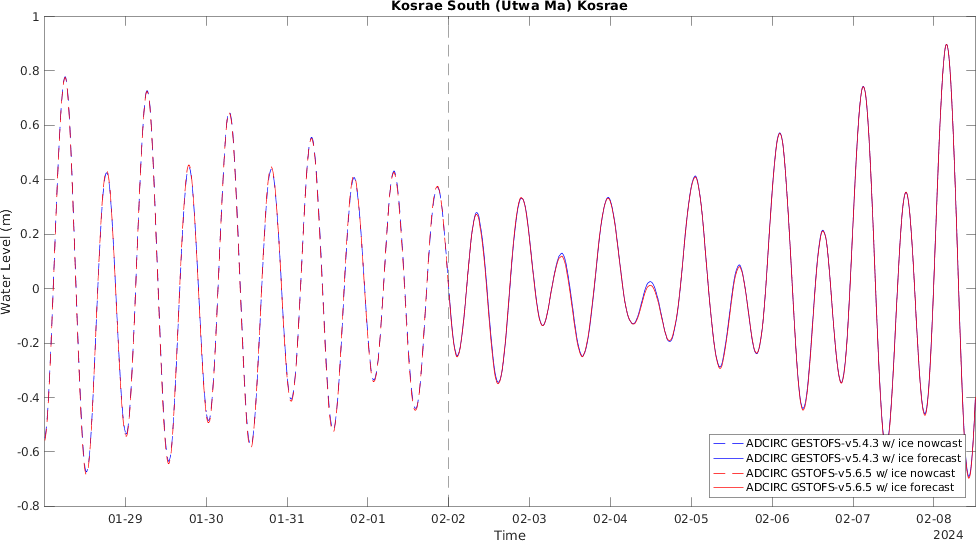 Kosrae South (Utwa Ma) Kosrae
1
0.8
0.6
0.4
0.2
0
-0.2
-0.4
-0.6
-0.8
Water Level (m)
ADCIRC GESTOFS-v5.4.3 w/ ice nowcast
ADCIRC GESTOFS-v5.4.3 w/ ice forecast
ADCIRC GSTOFS-v5.6.5 w/ ice nowcast
ADCIRC GSTOFS-v5.6.5 w/ ice forecast
01-29 01-30 01-31 02-01 02-02 02-03 02-04 02-05 02-06 02-07 02-08
Time
2024